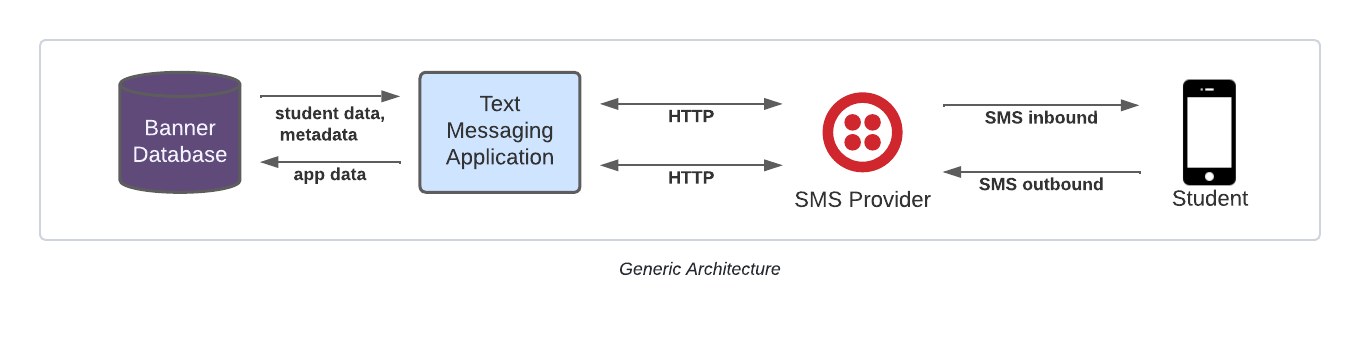 Banner
Database
student data,
metadata
app data
Text
Messaging
Application
HTTP
HTTP
SMS Provider
SMS inbound
SMS outbound
Student
Generic Architecture